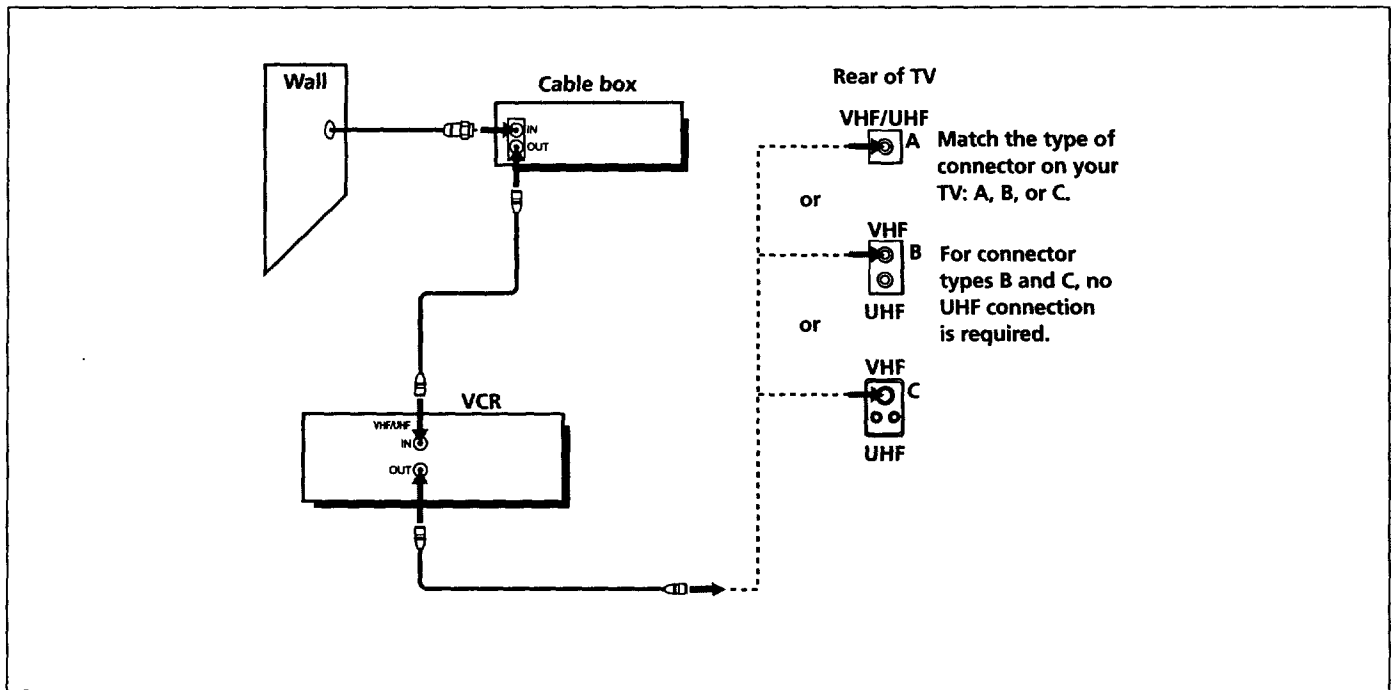 Wall
Cable box
IN
OUT
VCR
VHF/UHF
IN
OUT
Rear of TV
VHF/UHF
A
Match the type of
connector on your
TV: A, B, or C.
or
VHF
B
UHF
For connector
types B and C, no
UHF connection
is required.
or
VHF
C
UHF